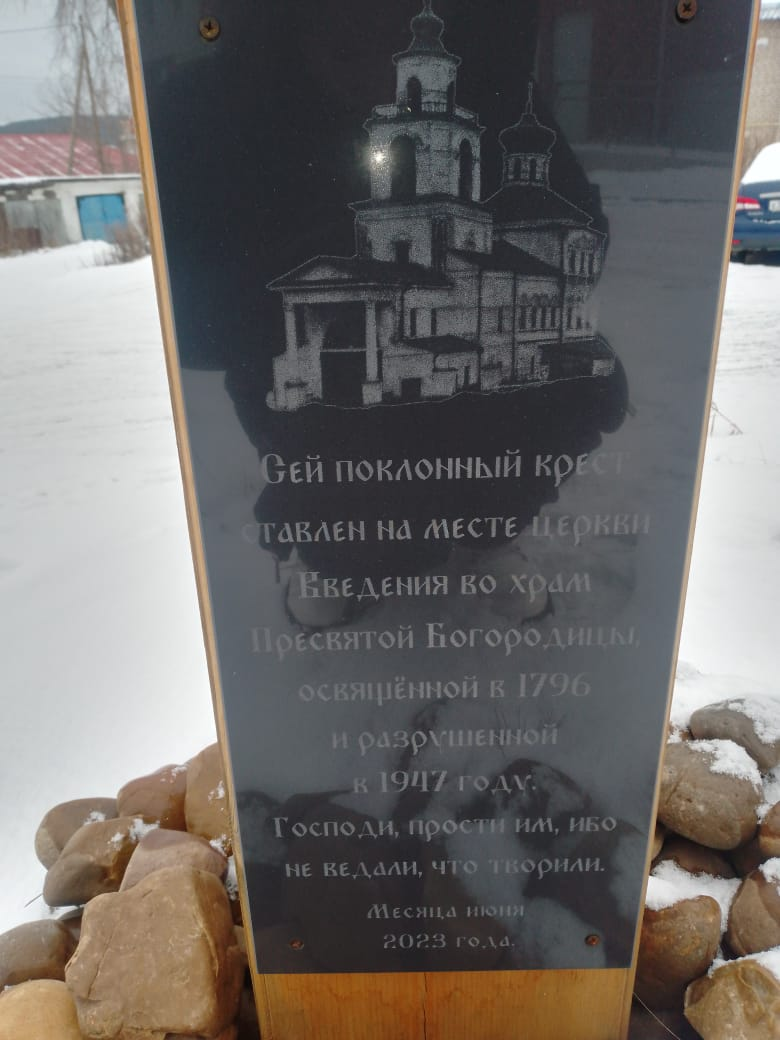 Сей поклонный крест
ставлен на месте церкви
Введения во храм
Пресвятой Богородицы,
освящённой в 1796
и разрушенной
в 1947 году.
Господи, прости им, ибо
не ведали, что творили.
Месяца июня
2023 года.